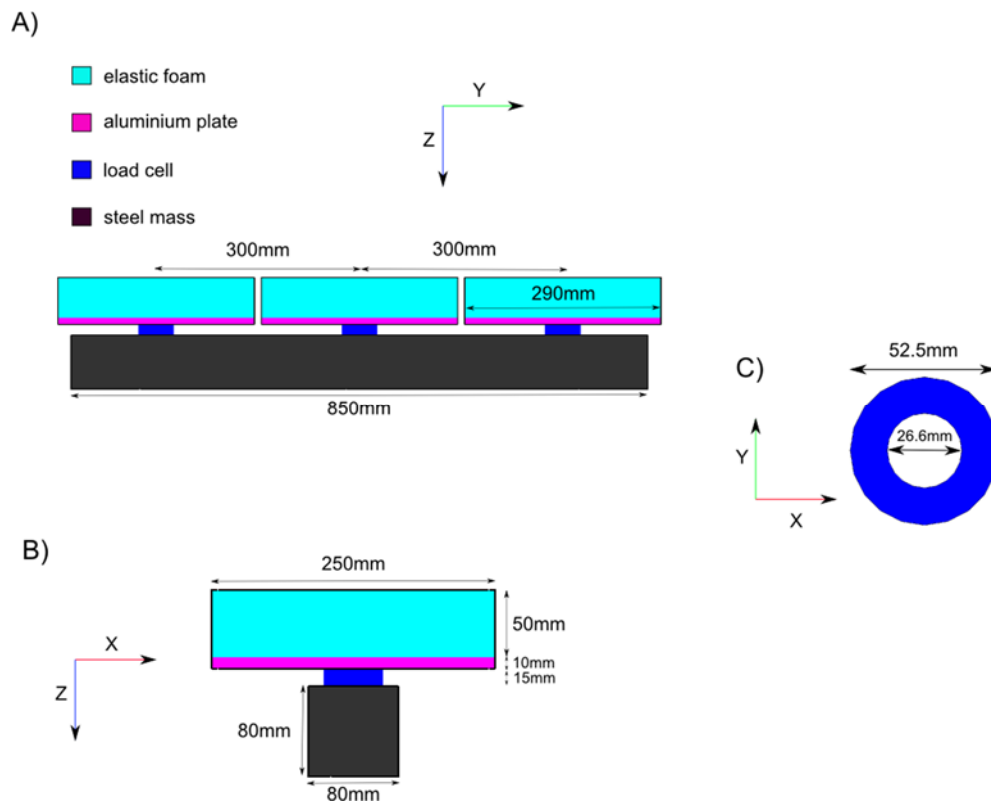 A)
elastic foam
aluminium plate
load cell
steel mass
Y
Z
300mm 300mm
290mm
850mm
C)
52.5mm
26.6mm
Y
X
B)
250mm
X
Z
50mm
10mm
15mm
80mm
80mm